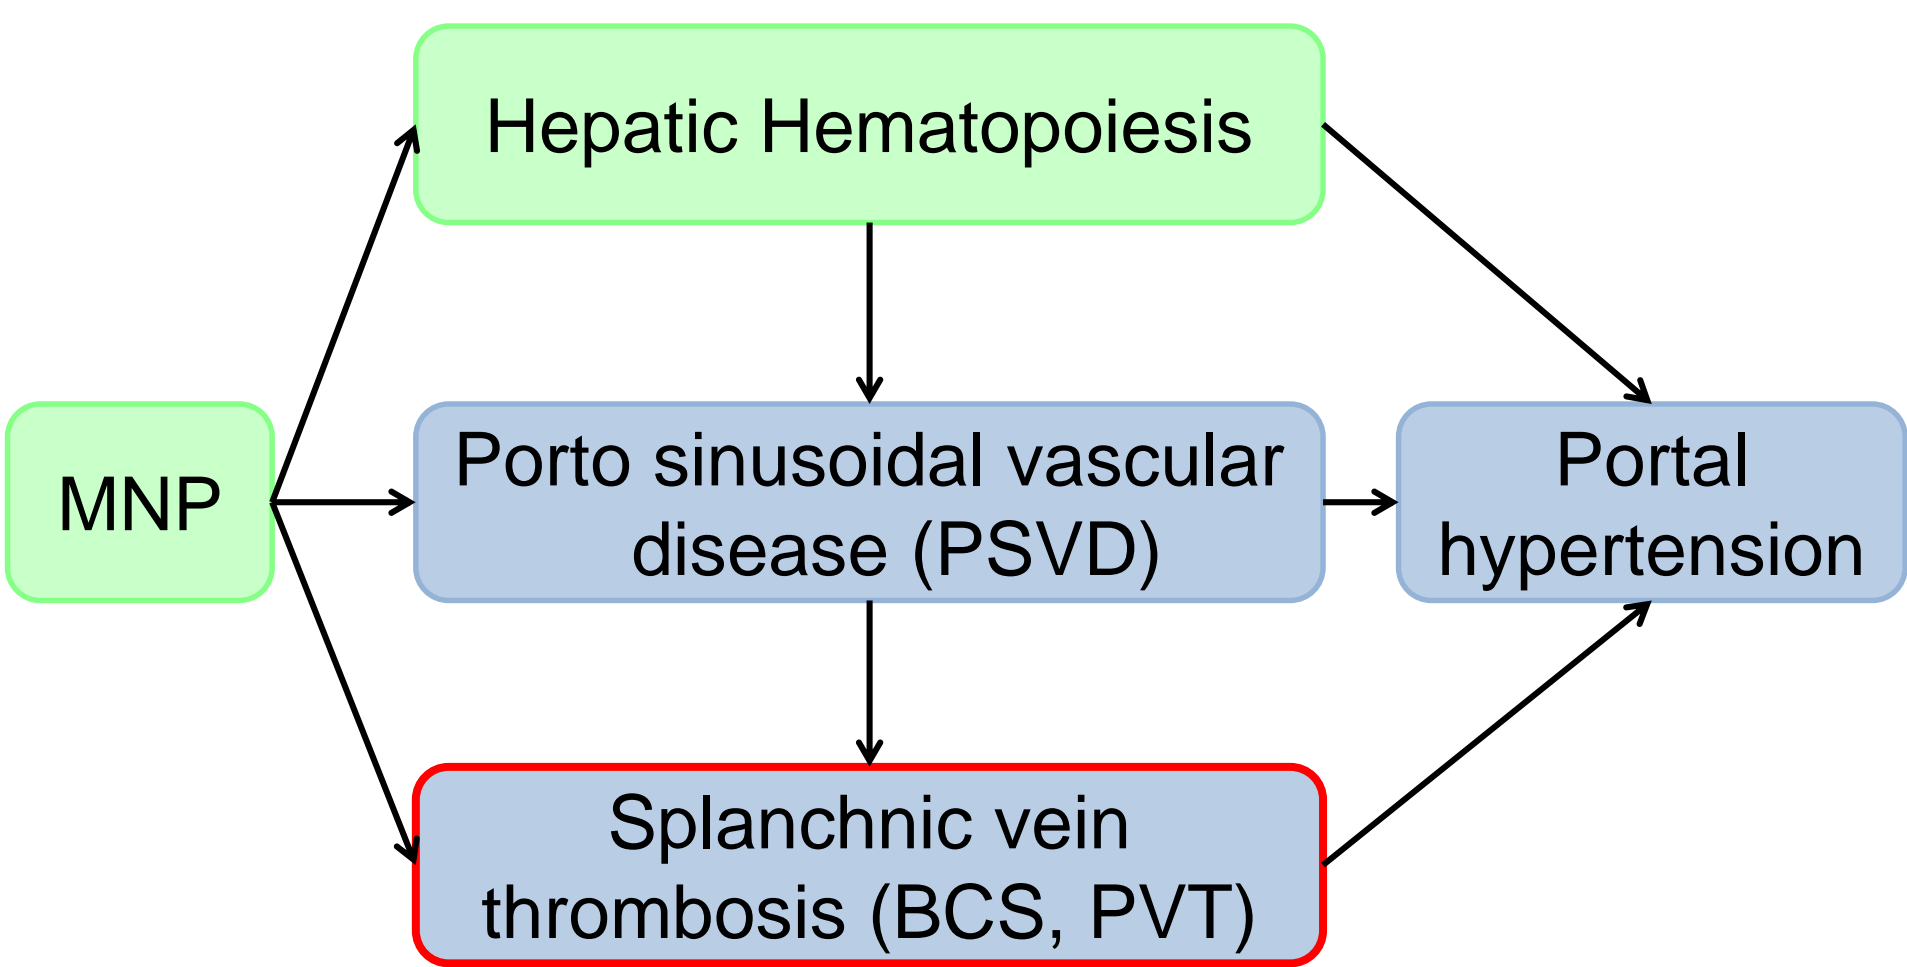 Hepatic Hematopoiesis
MNP
Porto sinusoidal vascular
disease (PSVD)
Portal
hypertension
Splanchnic vein
thrombosis (BCS, PVT)